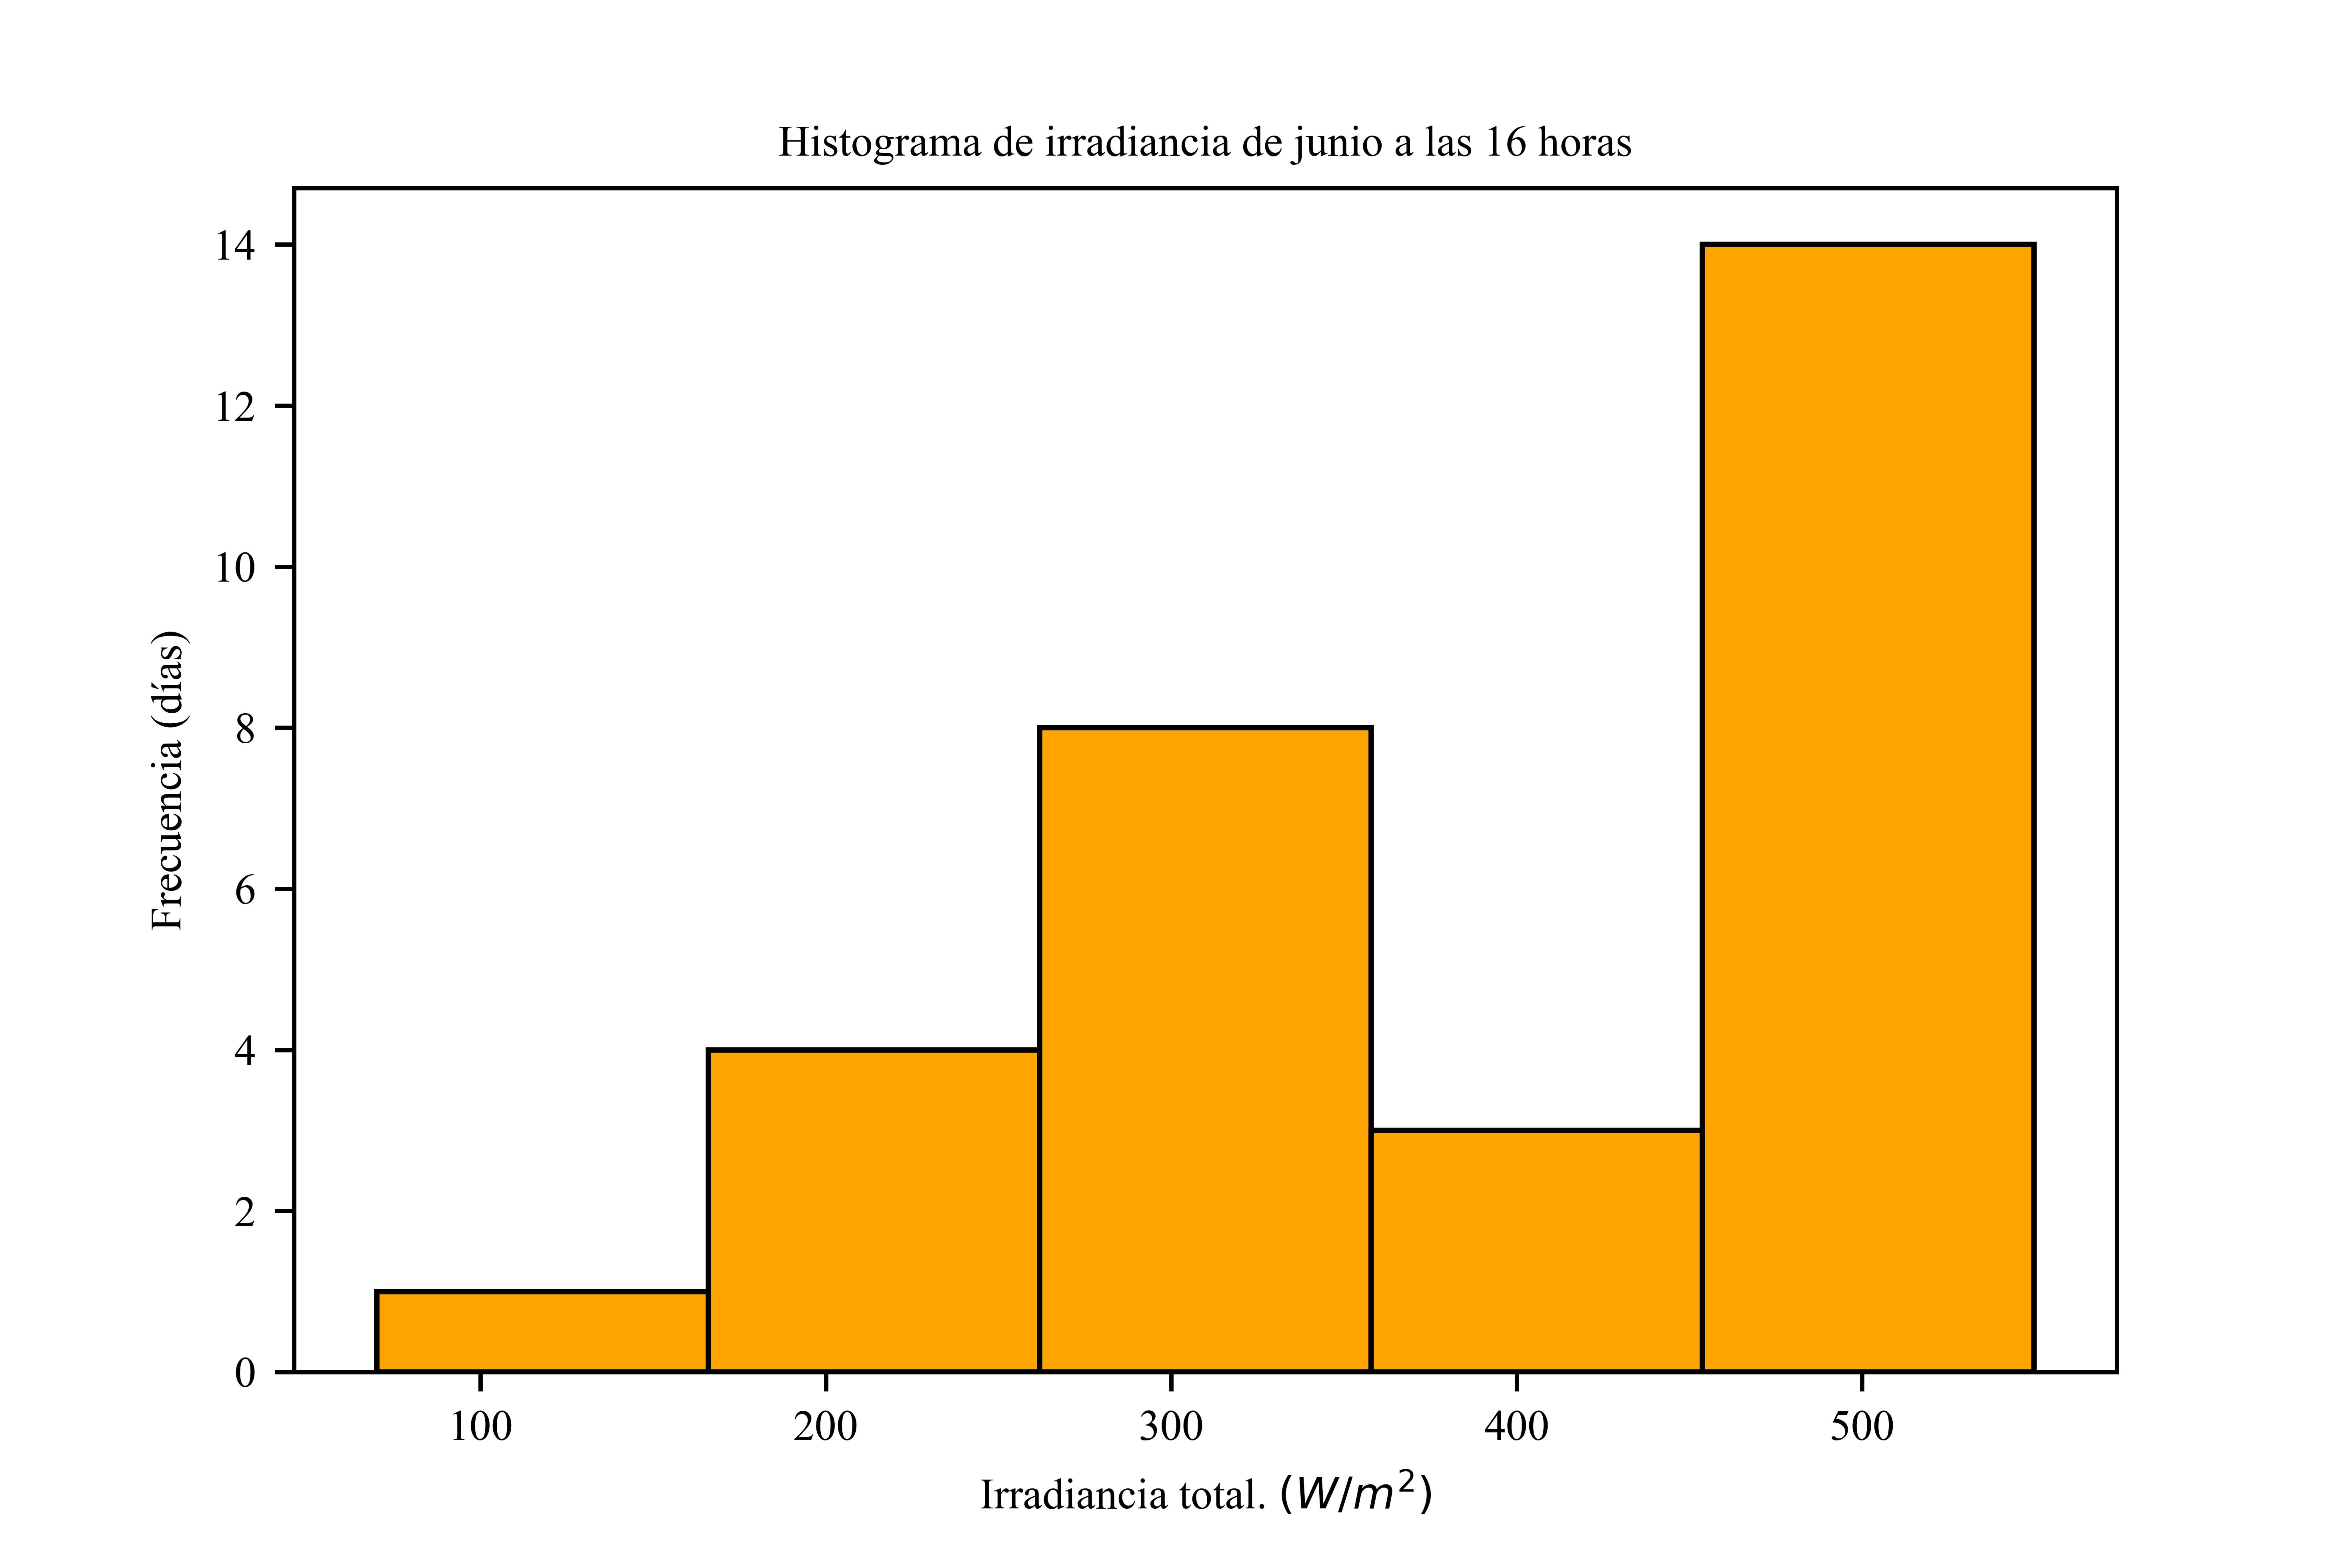 Histograma de irradiancia de junio a las 16 horas
14
12
10
8
6
4
2
0
Frecuencia (días)
100 200 300 400 500
Irradiancia total. (W/m²)